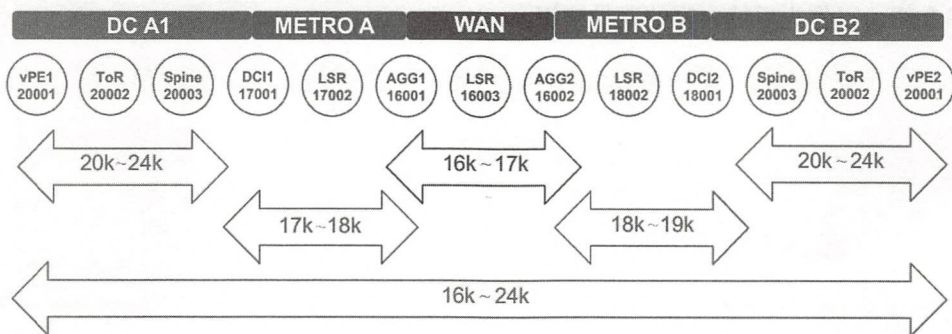 DC A1 METRO A WAN METRO B DC B2
vPE1 ToR Spine DCI1 LSR AGG1 LSR AGG2 LSR DCI2 Spine ToR vPE2
20001 20002 20003 17001 17002 16001 16003 16002 18002 18001 20003 20002 20001
20k~24k 16k~17k 20k~24k
17k~18k 18k~19k
16k~24k